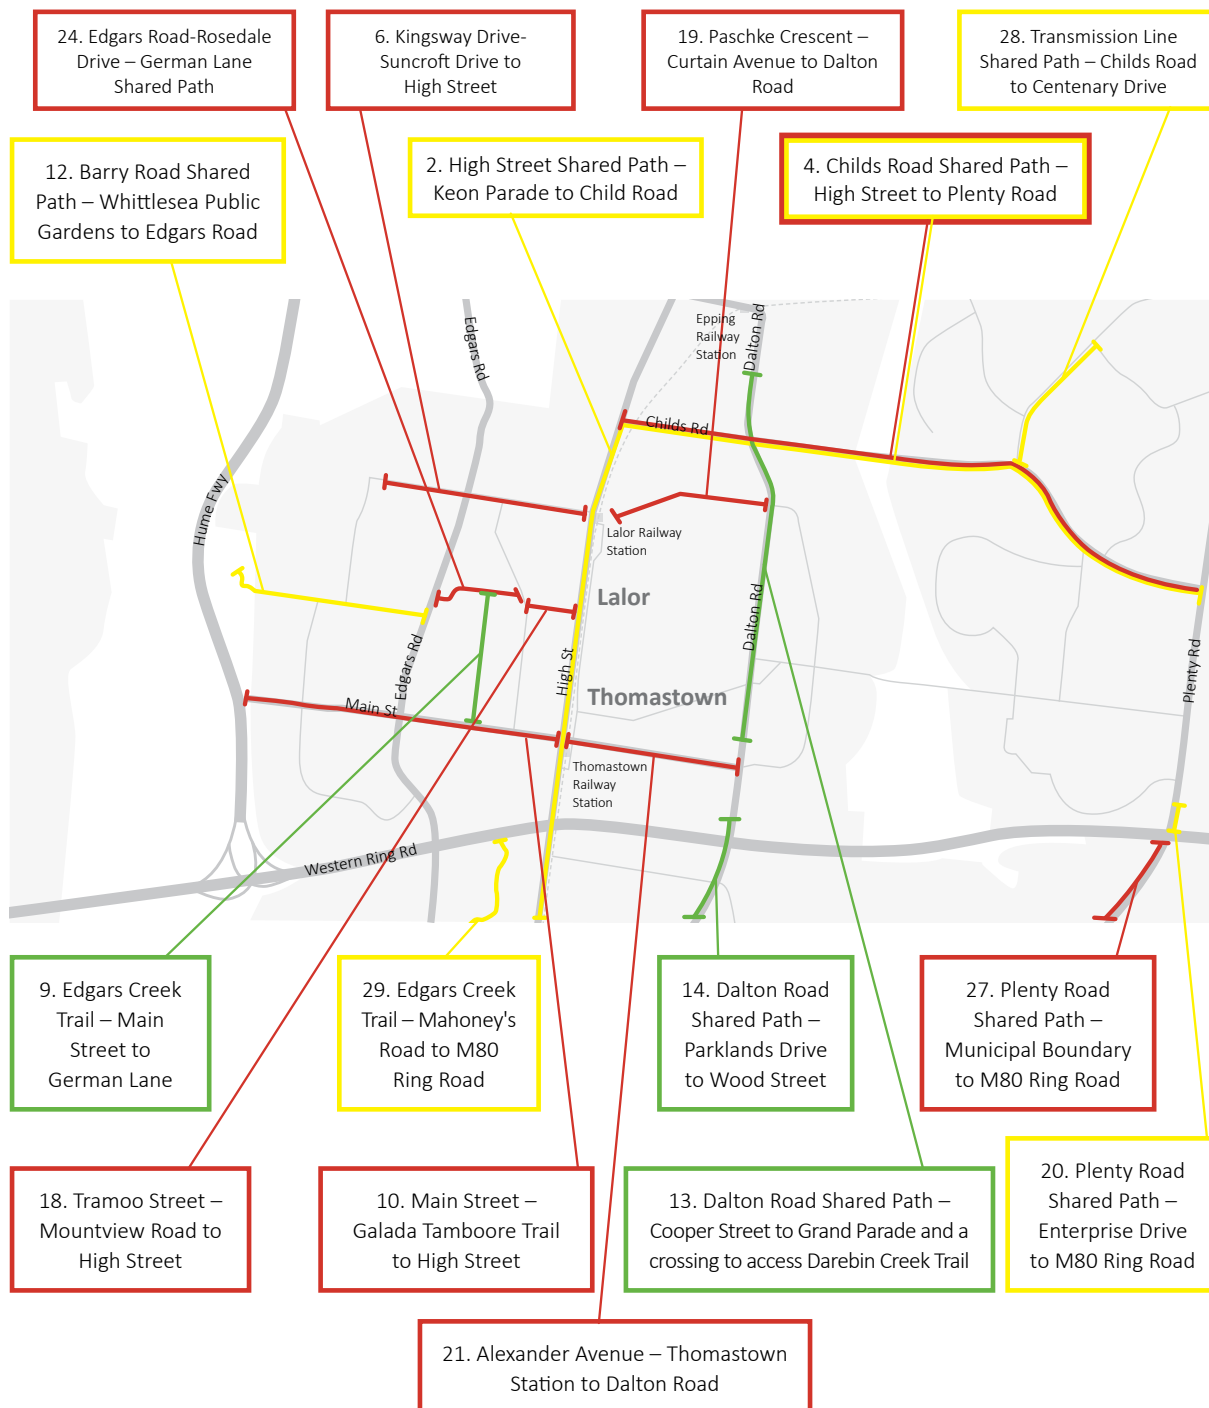 24. Edgars Road-Rosedale
Drive – German Lane
Shared Path
6. Kingsway Drive-
Suncroft Drive to
High Street
19. Paschke Crescent –
Curtain Avenue to Dalton
Road
28. Transmission Line
Shared Path – Childs Road
to Centenary Drive
12. Barry Road Shared
Path – Whittlesea Public
Gardens to Edgars Road
2. High Street Shared Path –
Keon Parade to Child Road
4. Childs Road Shared Path –
High Street to Plenty Road
Edgars Rd
Epping
Railway
Station
Dalton Rd
Childs Rd
Hume Fwy
Lalor Railway
Station
Lalor
Dalton Rd
Edgars Rd
High St
Plenty Rd
Thomastown
Main St
Thomastown
Railway
Station
Western Ring Rd
9. Edgars Creek
Trail – Main
Street to
German Lane
29. Edgars Creek
Trail – Mahoney's
Road to M80
Ring Road
14. Dalton Road
Shared Path –
Parklands Drive
to Wood Street
27. Plenty Road
Shared Path –
Municipal Boundary
to M80 Ring Road
18. Tramoo Street –
Mountview Road to
High Street
10. Main Street –
Galada Tamboore Trail
to High Street
13. Dalton Road Shared Path –
Cooper Street to Grand Parade and a
crossing to access Darebin Creek Trail
20. Plenty Road
Shared Path –
Enterprise Drive
to M80 Ring Road
21. Alexander Avenue – Thomastown
Station to Dalton Road